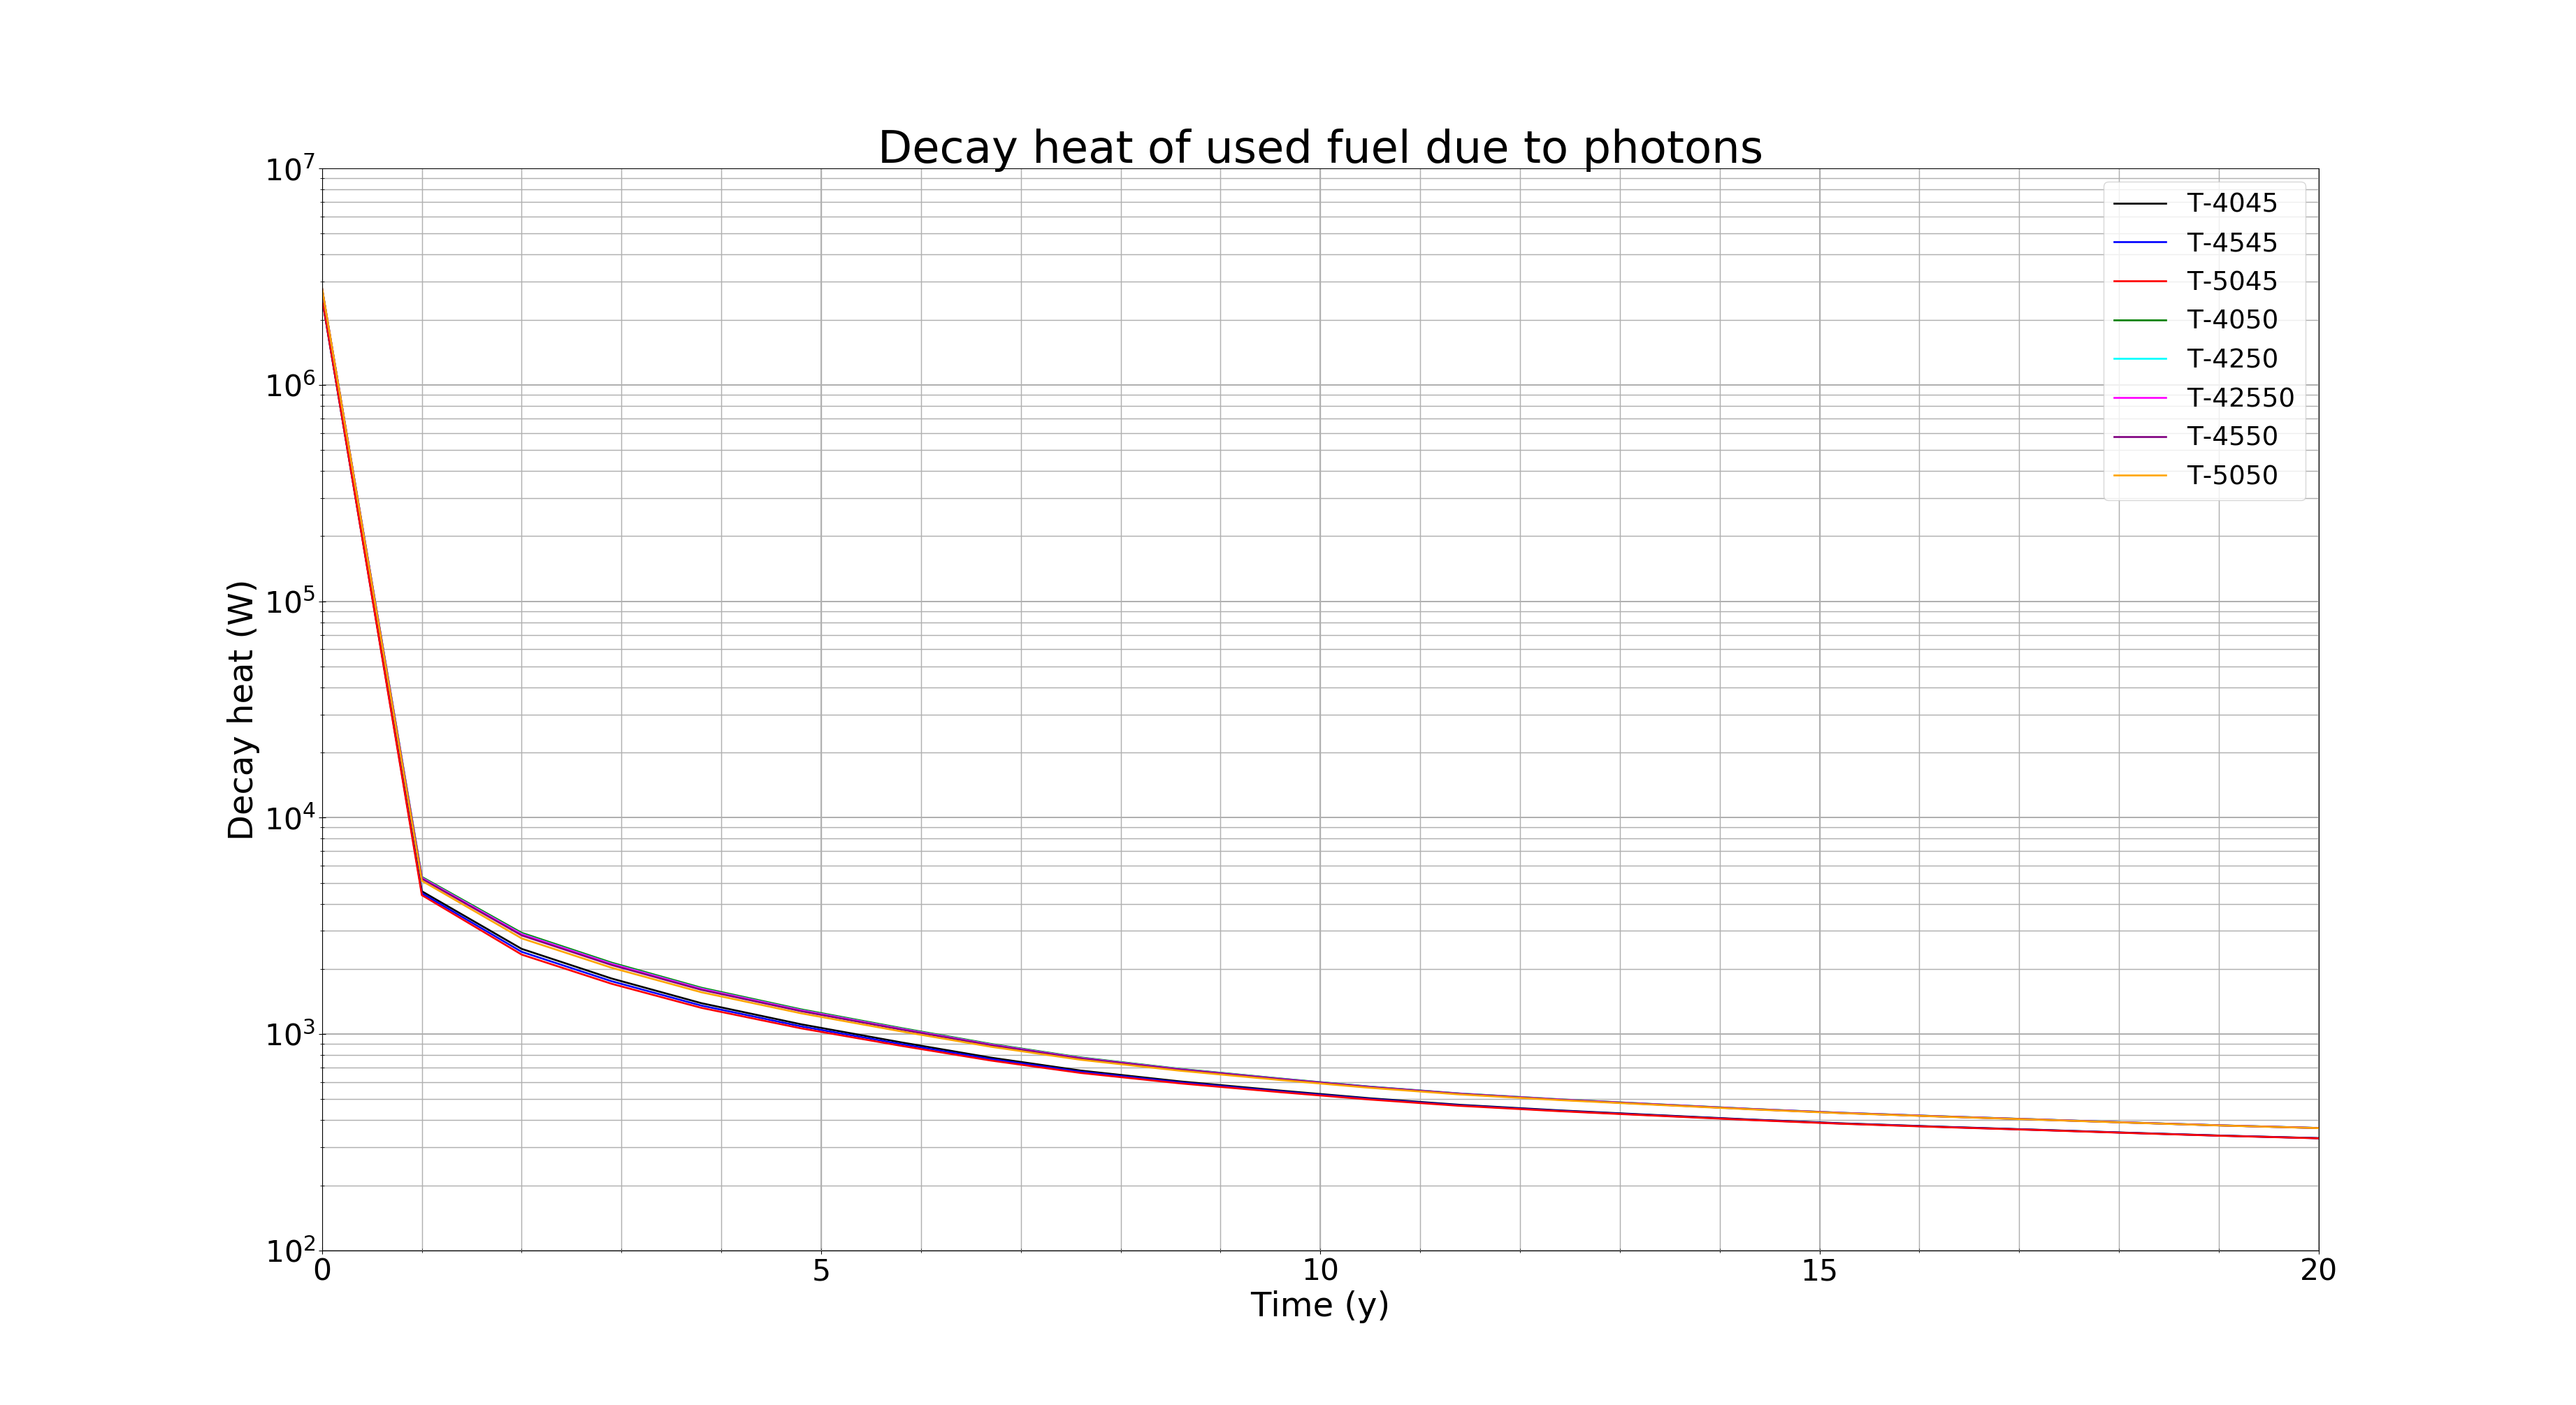 Decay heat of used fuel due to photons
10^7
10^6
10^5
10^4
10^3
10^2
Decay heat (W)
0 5 10 15 20
Time (y)
T-4045
T-4545
T-5045
T-4050
T-4250
T-42550
T-4550
T-5050